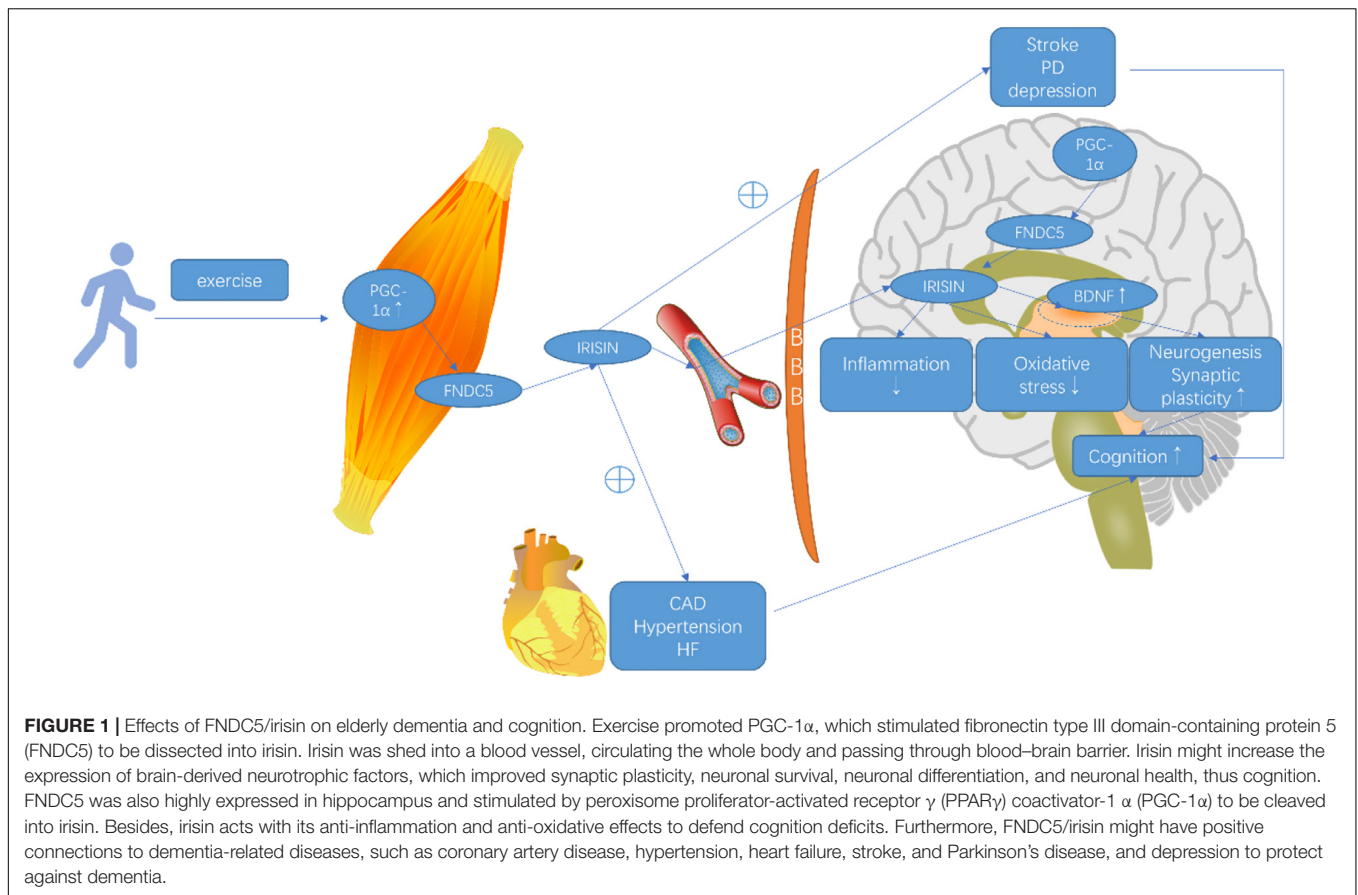 Stroke
PD
depression
PGC-
1α
FNDC5
exercise
PGC-
1α ↑
IRISIN
BDNF ↑
IRISIN
FNDC5
B
B
B
Inflammation
↓
Oxidative
stress ↓
Neurogenesis
Synaptic
plasticity ↑
Cognition ↑
CAD
Hypertension
HF
FIGURE 1 | Effects of FNDC5/irisin on elderly dementia and cognition. Exercise promoted PGC-1α, which stimulated fibronectin type III domain-containing protein 5
(FNDC5) to be dissected into irisin. Irisin was shed into a blood vessel, circulating the whole body and passing through blood–brain barrier. Irisin might increase the
expression of brain-derived neurotrophic factors, which improved synaptic plasticity, neuronal survival, neuronal differentiation, and neuronal health, thus cognition.
FNDC5 was also highly expressed in hippocampus and stimulated by peroxisome proliferator-activated receptor γ (PPARγ) coactivator-1 α (PGC-1α) to be cleaved
into irisin. Besides, irisin acts with its anti-inflammation and anti-oxidative effects to defend cognition deficits. Furthermore, FNDC5/irisin might have positive
connections to dementia-related diseases, such as coronary artery disease, hypertension, heart failure, stroke, and Parkinson's disease, and depression to protect
against dementia.